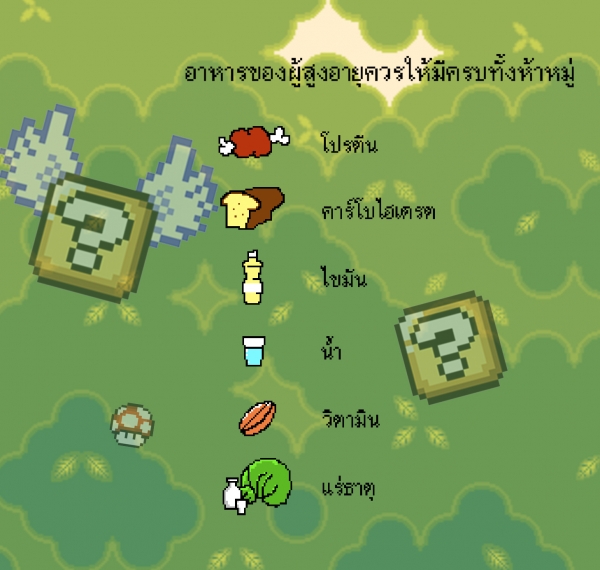 อาหารของผู้สูงอายุควรให้มีครบทั้งห้าหมู่
โปรตีน
คาร์โบไฮเดรต
ไขมัน
น้ำ
วิตามิน
แร่ธาตุ